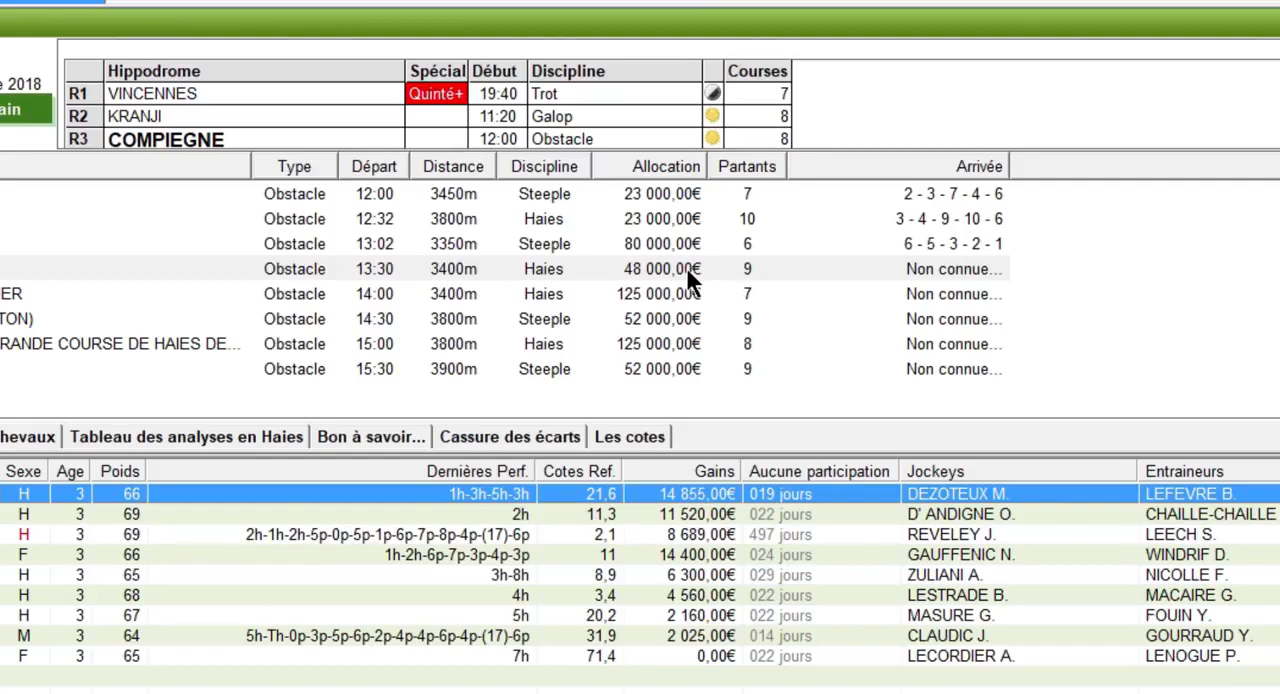 Hippodrome Spécial Début Discipline Courses
e 2018
R1 VINCENNES Quinté+ 19:40 Trot 7
ain
R2 KRANJI 11:20 Galop 8
R3 COMPIEGNE 12:00 Obstacle 8
Type Départ Distance Discipline Allocation Partants Arrivée
Obstacle 12:00 3450m Steeple 23 000,00€ 7 2 - 3 - 7 - 4 - 6
Obstacle 12:32 3800m Haies 23 000,00€ 10 3 - 4 - 9 - 10 - 6
Obstacle 13:02 3350m Steeple 80 000,00€ 6 6 - 5 - 3 - 2 - 1
Obstacle 13:30 3400m Haies 48 000,00€ 9 Non connue...
ER Obstacle 14:00 3400m Haies 125 000,00€ 7 Non connue...
TON) Obstacle 14:30 3800m Steeple 52 000,00€ 9 Non connue...
RANDE COURSE DE HAIES DE... Obstacle 15:00 3800m Haies 125 000,00€ 8 Non connue...
Obstacle 15:30 3900m Steeple 52 000,00€ 9 Non connue...
hevaux Tableau des analyses en Haies Bon à savoir... Cassure des écarts Les cotes
Sexe Age Poids Dernières Perf. Cotes Ref. Gains Aucune participation Jockeys Entraineurs
H 3 66 1h-3h-5h-3h 21,6 14 855,00€ 019 jours DEZOTEUX M. LEFEVRE B.
H 3 69 2h 11,3 11 520,00€ 022 jours D' ANDIGNE O. CHAILLE-CHAILLE
H 3 69 2h-1h-2h-5p-0p-5p-1p-6p-7p-8p-4p-(17)-6p 2,1 8 689,00€ 497 jours REVELEY J. LEECH S.
F 3 66 1h-2h-6p-7p-3p-4p-3p 11 14 400,00€ 024 jours GAUFFENIC N. WINDRIF D.
H 3 65 3h-8h 8,9 6 300,00€ 029 jours ZULIANI A. NICOLLE F.
H 3 68 4h 3,4 4 560,00€ 022 jours LESTRADE B. MACAIRE G.
H 3 67 5h 20,2 2 160,00€ 022 jours MASURE G. FOUIN Y.
M 3 64 5h-Th-0p-3p-5p-6p-2p-4p-4p-6p-4p-(17)-6p 31,9 2 025,00€ 014 jours CLAUDIC J. GOURRAUD Y.
F 3 65 7h 71,4 0,00€ 022 jours LECORDIER A. LENOGUE P.